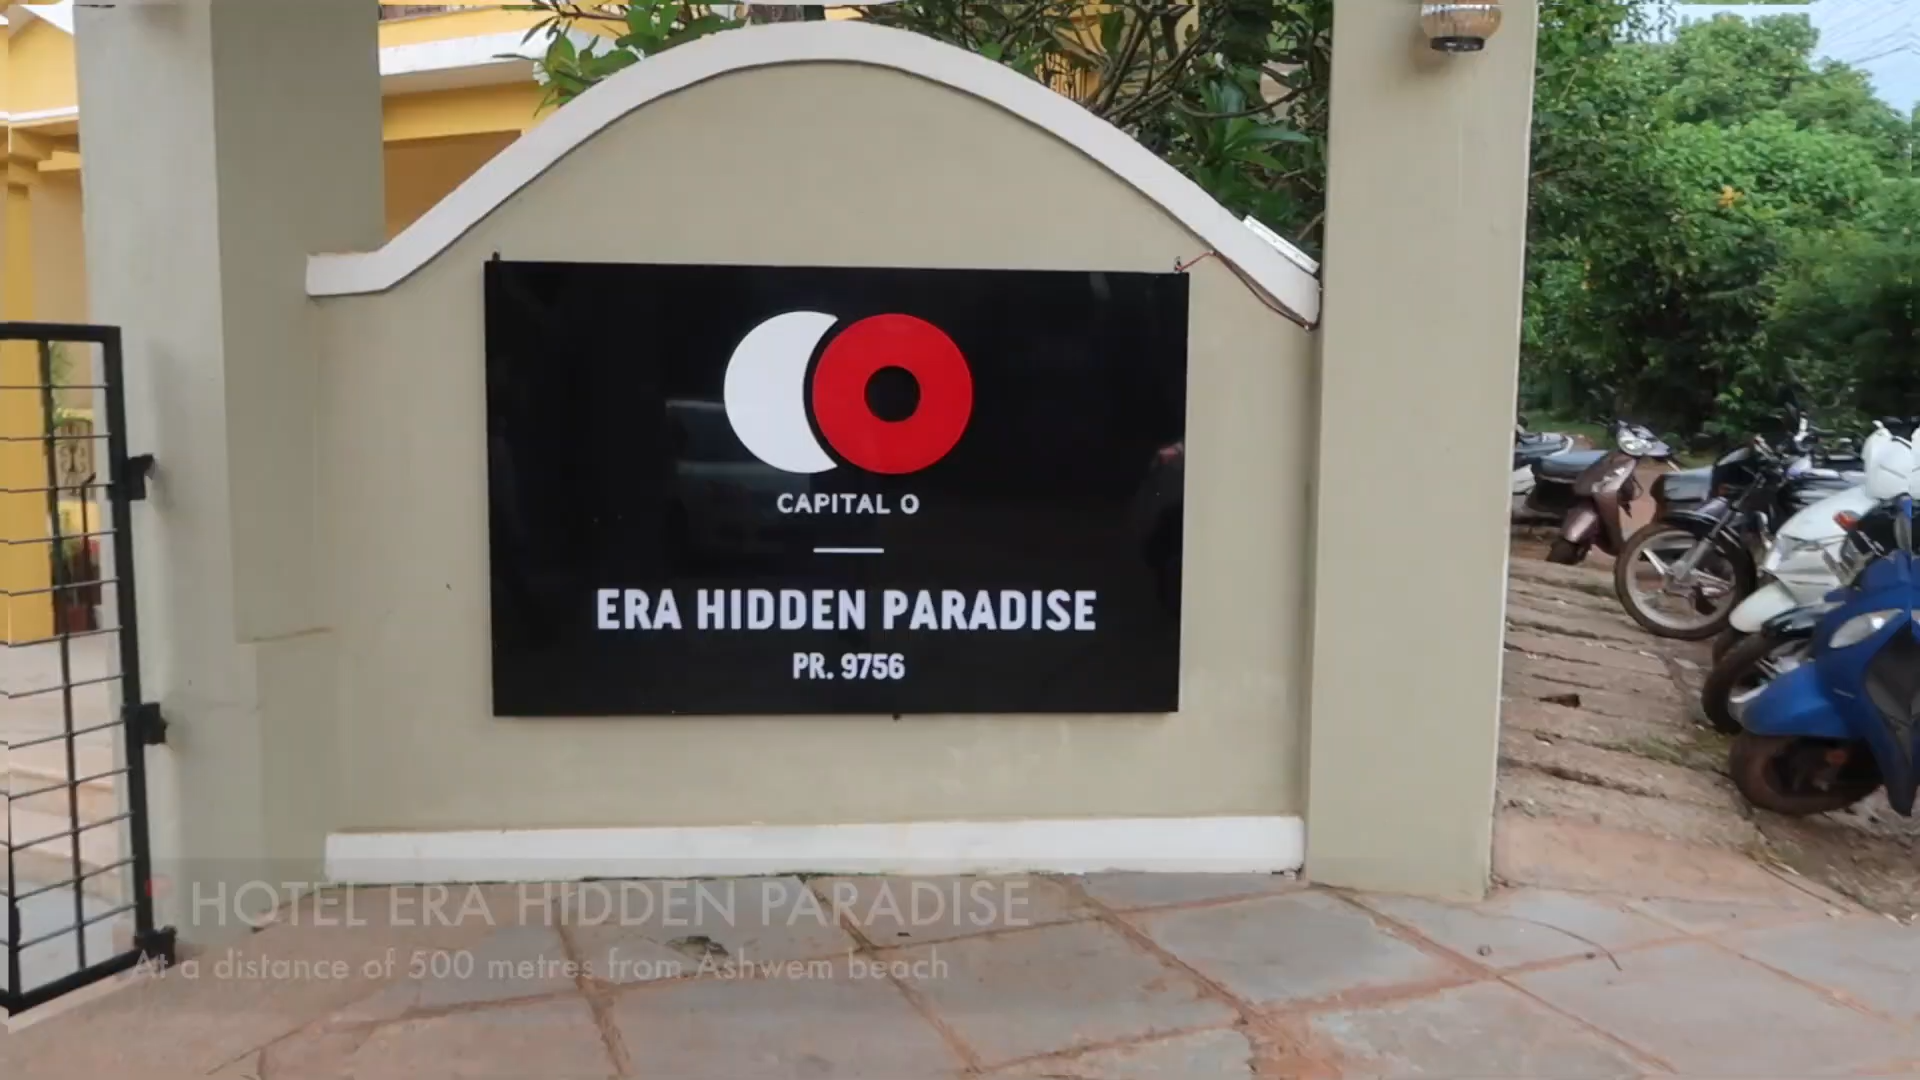 CAPITAL O
ERA HIDDEN PARADISE
PR. 9756
HOTEL ERA HIDDEN PARADISE
At a distance of 500 metres from Ashwem beach